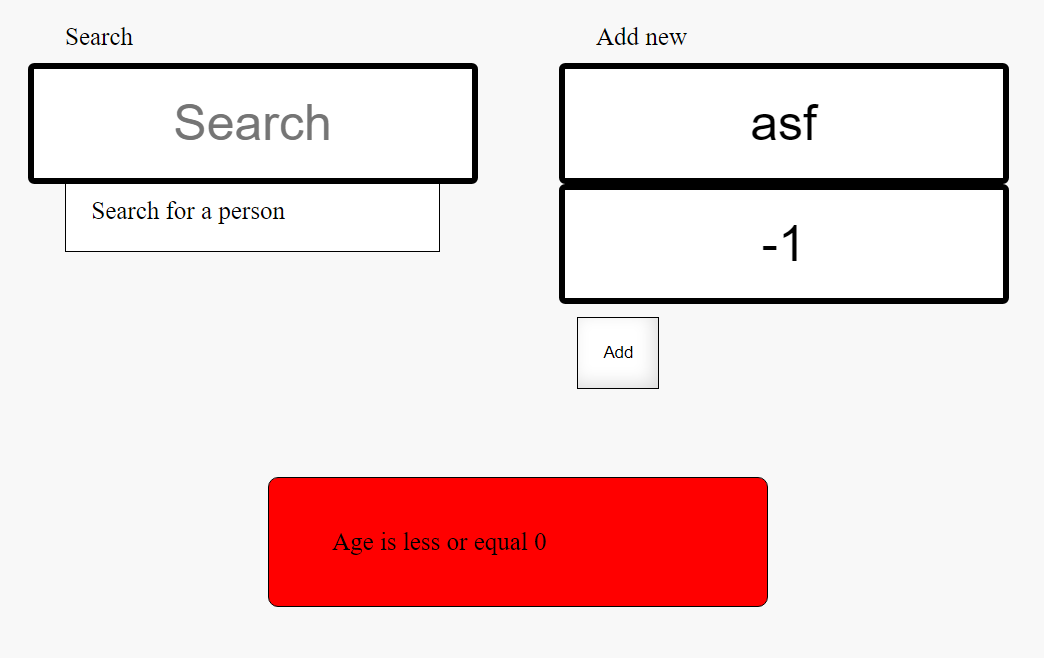 Search
Add new
Search
asf
Search for a person
-1
Add
Age is less or equal 0